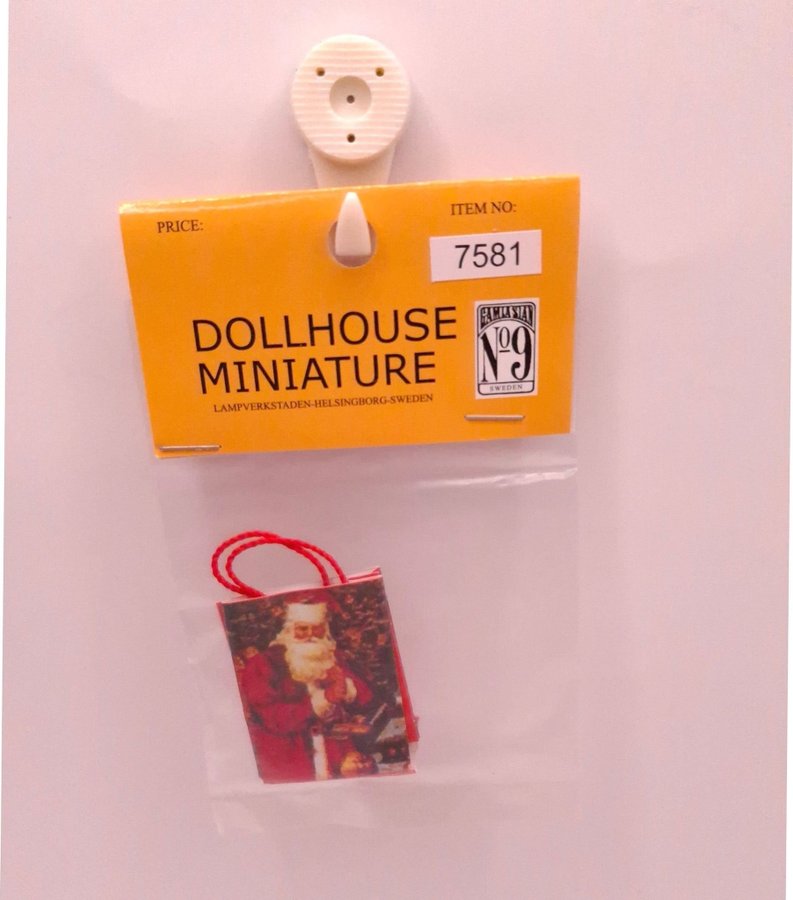 PRICE:
ITEM NO:
7581
DOLLHOUSE
MINIATURE
LAMPVERKSTADEN-HELSINGBORG-SWEDEN
GAMLA STAN
Nº9
SWEDEN